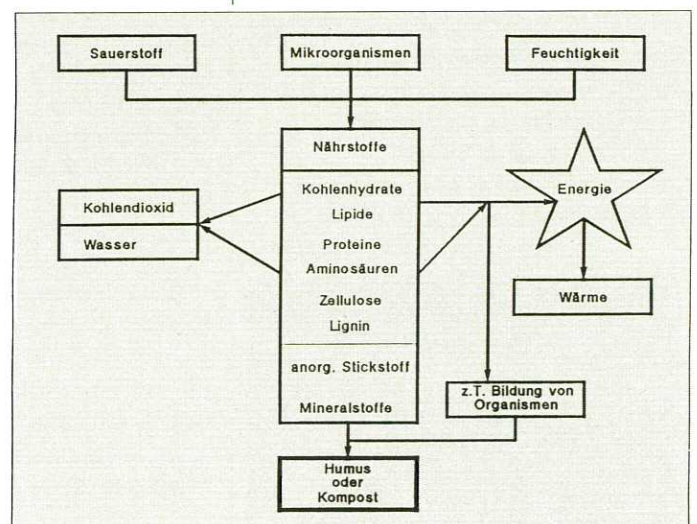 Sauerstoff
Mikroorganismen
Feuchtigkeit
Nährstoffe
Kohlenhydrate
Lipide
Proteine
Aminosäuren
Zellulose
Lignin
anorg. Stickstoff
Mineralstoffe
Kohlendioxid
Wasser
Energie
Wärme
z.T. Bildung von
Organismen
Humus
oder
Kompost